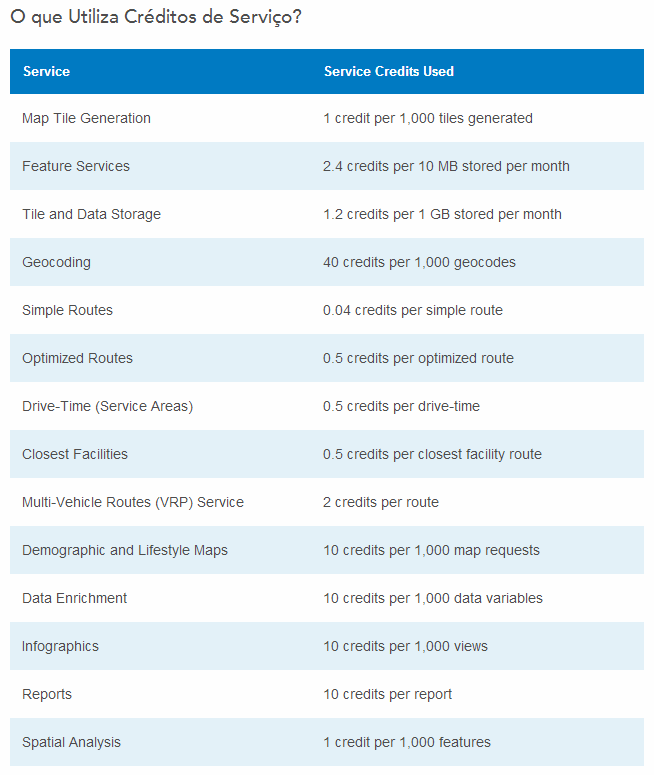 O que Utiliza Créditos de Serviço?
Service Service Credits Used
Map Tile Generation 1 credit per 1,000 tiles generated
Feature Services 2.4 credits per 10 MB stored per month
Tile and Data Storage 1.2 credits per 1 GB stored per month
Geocoding 40 credits per 1,000 geocodes
Simple Routes 0.04 credits per simple route
Optimized Routes 0.5 credits per optimized route
Drive-Time (Service Areas) 0.5 credits per drive-time
Closest Facilities 0.5 credits per closest facility route
Multi-Vehicle Routes (VRP) Service 2 credits per route
Demographic and Lifestyle Maps 10 credits per 1,000 map requests
Data Enrichment 10 credits per 1,000 data variables
Infographics 10 credits per 1,000 views
Reports 10 credits per report
Spatial Analysis 1 credit per 1,000 features